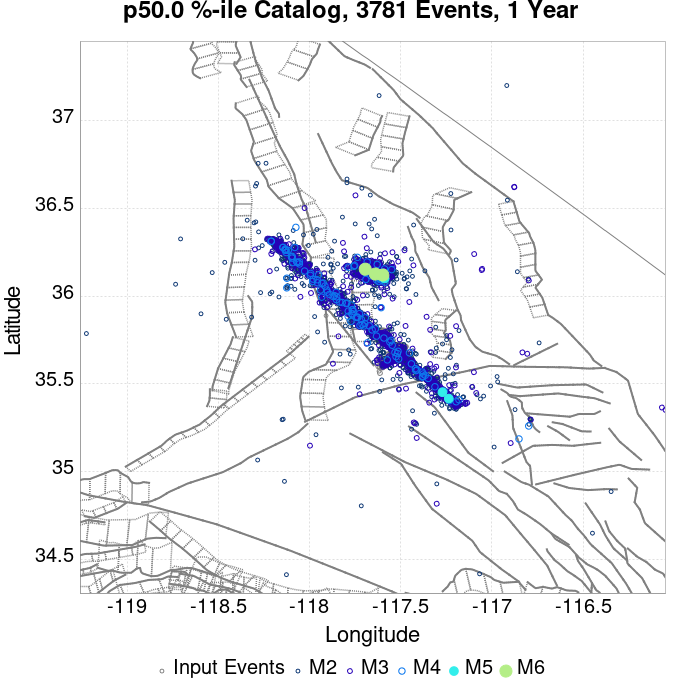 p50.0 %-ile Catalog, 3781 Events, 1 Year
37
36.5
36
35.5
35
34.5
Latitude
-119 -118.5 -118 -117.5 -117 -116.5
Longitude
Input Events M2 M3 M4 M5 M6